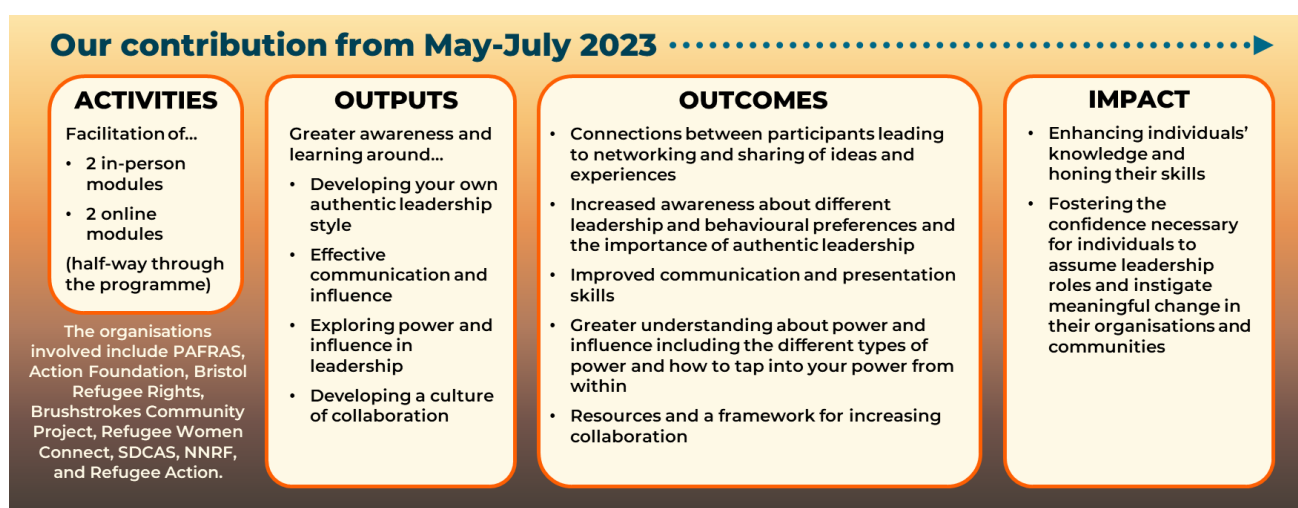 Our contribution from May-July 2023
ACTIVITIES
Facilitation of...
• 2 in-person
modules
• 2 online
modules
(half-way through
the programme)
The organisations
involved include PAFRAS,
Action Foundation, Bristol
Refugee Rights,
Brushstrokes Community
Project, Refugee Women
Connect, SDCAS, NNRF,
and Refugee Action.
OUTPUTS
Greater awareness and
learning around...
• Developing your own
authentic leadership
style
• Effective
communication and
influence
• Exploring power and
influence in
leadership
• Developing a culture
of collaboration
OUTCOMES
• Connections between participants leading
to networking and sharing of ideas and
experiences
• Increased awareness about different
leadership and behavioural preferences and
the importance of authentic leadership
• Improved communication and presentation
skills
• Greater understanding about power and
influence including the different types of
power and how to tap into your power from
within
• Resources and a framework for increasing
collaboration
IMPACT
• Enhancing individuals’
knowledge and
honing their skills
• Fostering the
confidence necessary
for individuals to
assume leadership
roles and instigate
meaningful change in
their organisations and
communities